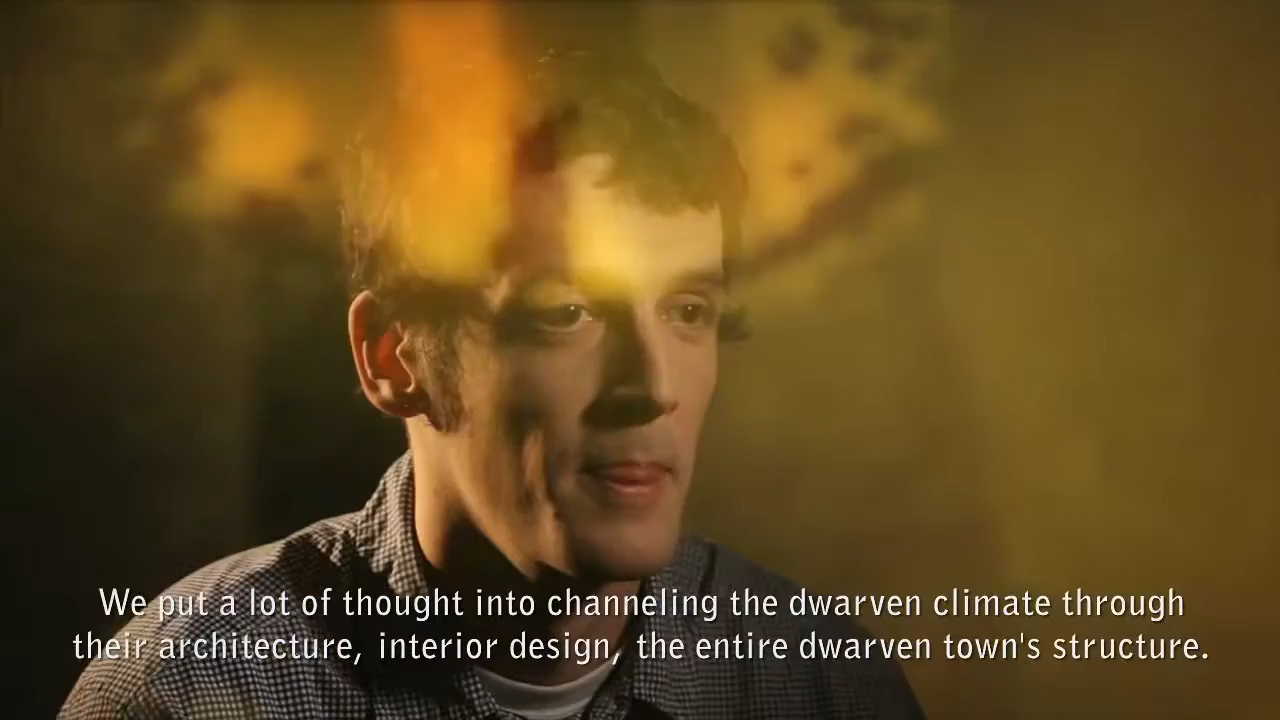 We put a lot of thought into channeling the dwarven climate through
their architecture, interior design, the entire dwarven town's structure.